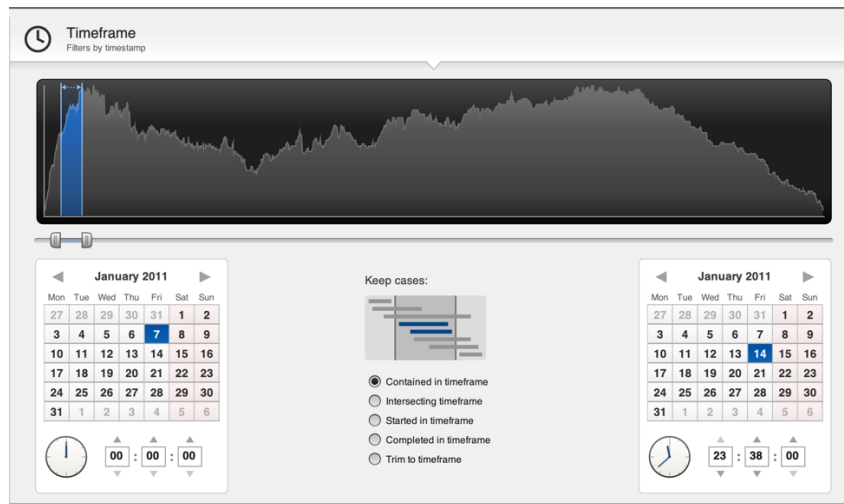 Timeframe
Filters by timestamp
January 2011
Mon Tue Wed Thu Fri Sat Sun
27 28 29 30 31 1 2
3 4 5 6 7 8 9
10 11 12 13 14 15 16
17 18 19 20 21 22 23
24 25 26 27 28 29 30
31 1 2 3 4 5 6
00 : 00 : 00
Keep cases:
Contained in timeframe
Intersecting timeframe
Started in timeframe
Completed in timeframe
Trim to timeframe
January 2011
Mon Tue Wed Thu Fri Sat Sun
27 28 29 30 31 1 2
3 4 5 6 7 8 9
10 11 12 13 14 15 16
17 18 19 20 21 22 23
24 25 26 27 28 29 30
31 1 2 3 4 5 6
23 : 38 : 00